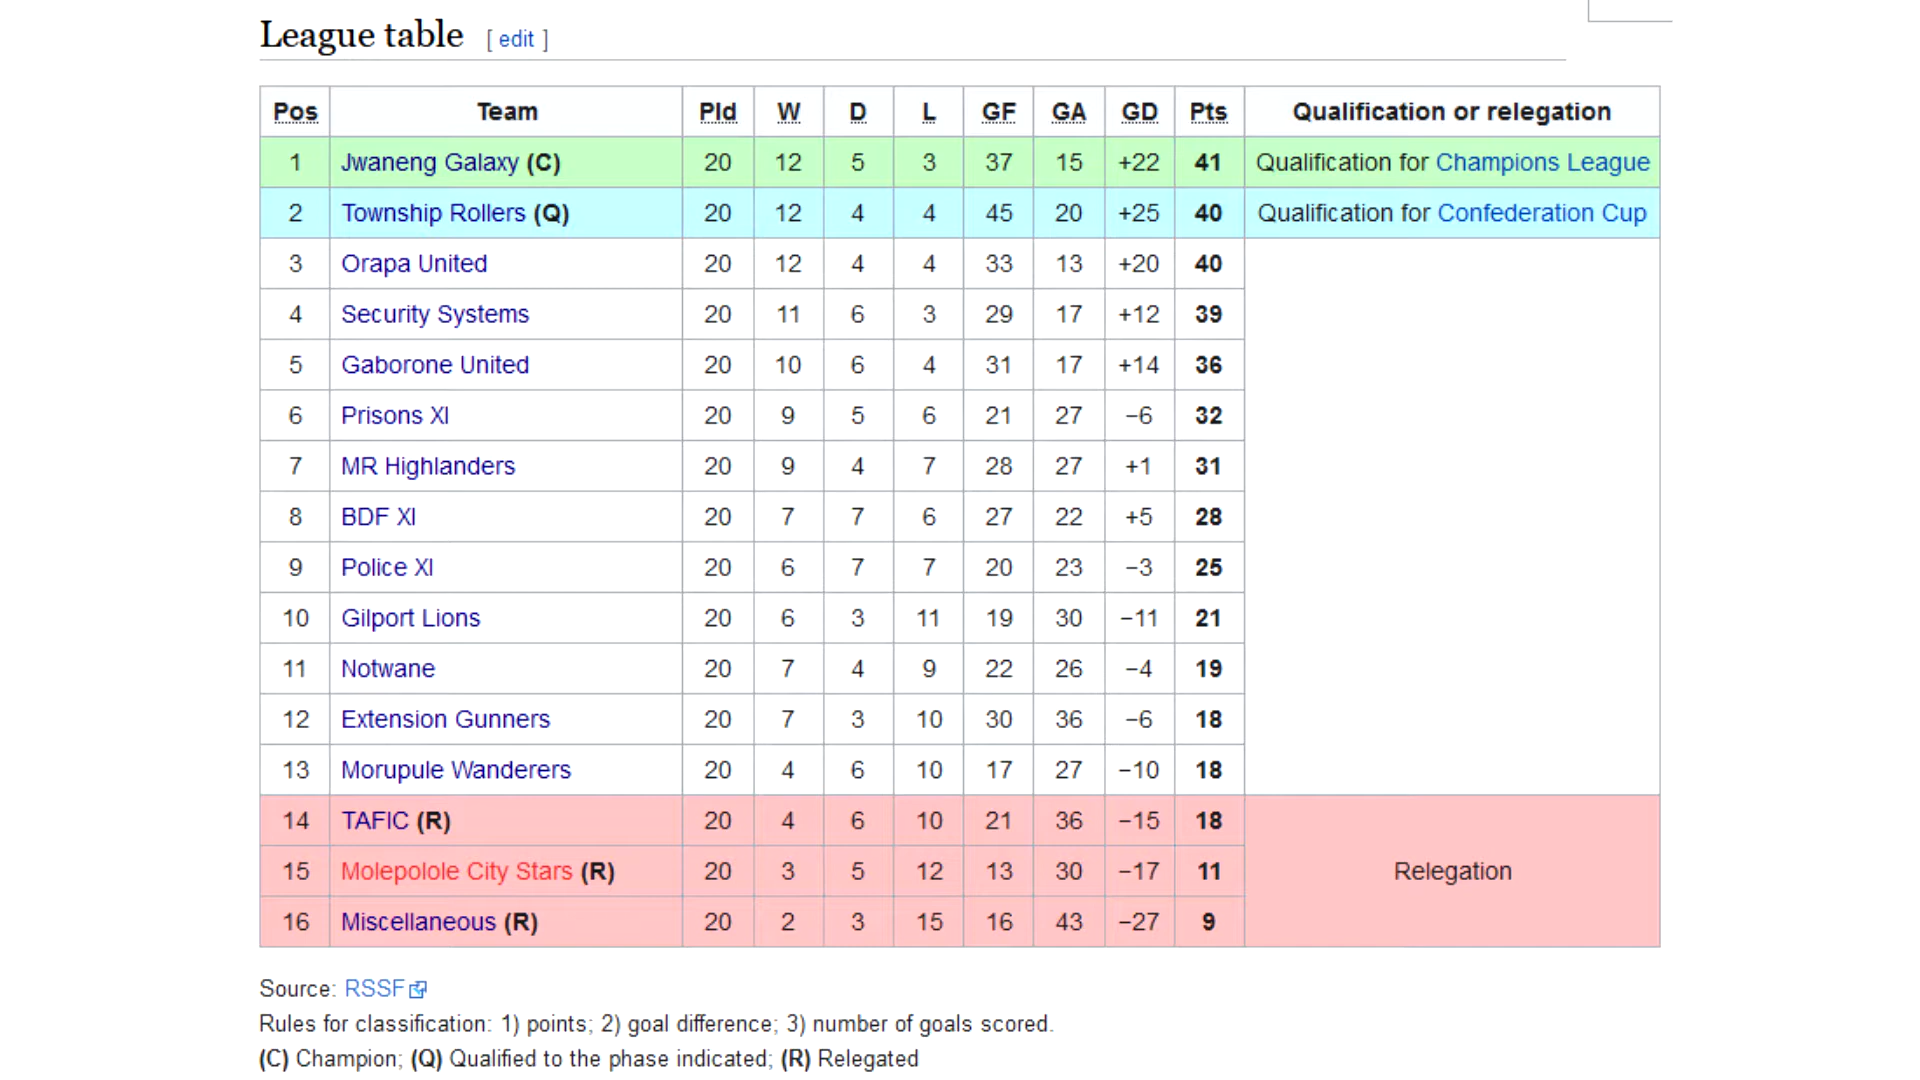 League table [ edit ]
Pos Team Pld W D L GF GA GD Pts Qualification or relegation
1 Jwaneng Galaxy (C) 20 12 5 3 37 15 +22 41 Qualification for Champions League
2 Township Rollers (Q) 20 12 4 4 45 20 +25 40 Qualification for Confederation Cup
3 Orapa United 20 12 4 4 33 13 +20 40
4 Security Systems 20 11 6 3 29 17 +12 39
5 Gaborone United 20 10 6 4 31 17 +14 36
6 Prisons XI 20 9 5 6 21 27 −6 32
7 MR Highlanders 20 9 4 7 28 27 +1 31
8 BDF XI 20 7 7 6 27 22 +5 28
9 Police XI 20 6 7 7 20 23 −3 25
10 Gilport Lions 20 6 3 11 19 30 −11 21
11 Notwane 20 7 4 9 22 26 −4 19
12 Extension Gunners 20 7 3 10 30 36 −6 18
13 Morupule Wanderers 20 4 6 10 17 27 −10 18
14 TAFIC (R) 20 4 6 10 21 36 −15 18
15 Molepolole City Stars (R) 20 3 5 12 13 30 −17 11 Relegation
16 Miscellaneous (R) 20 2 3 15 16 43 −27 9
Source: RSSF
Rules for classification: 1) points; 2) goal difference; 3) number of goals scored.
(C) Champion; (Q) Qualified to the phase indicated; (R) Relegated